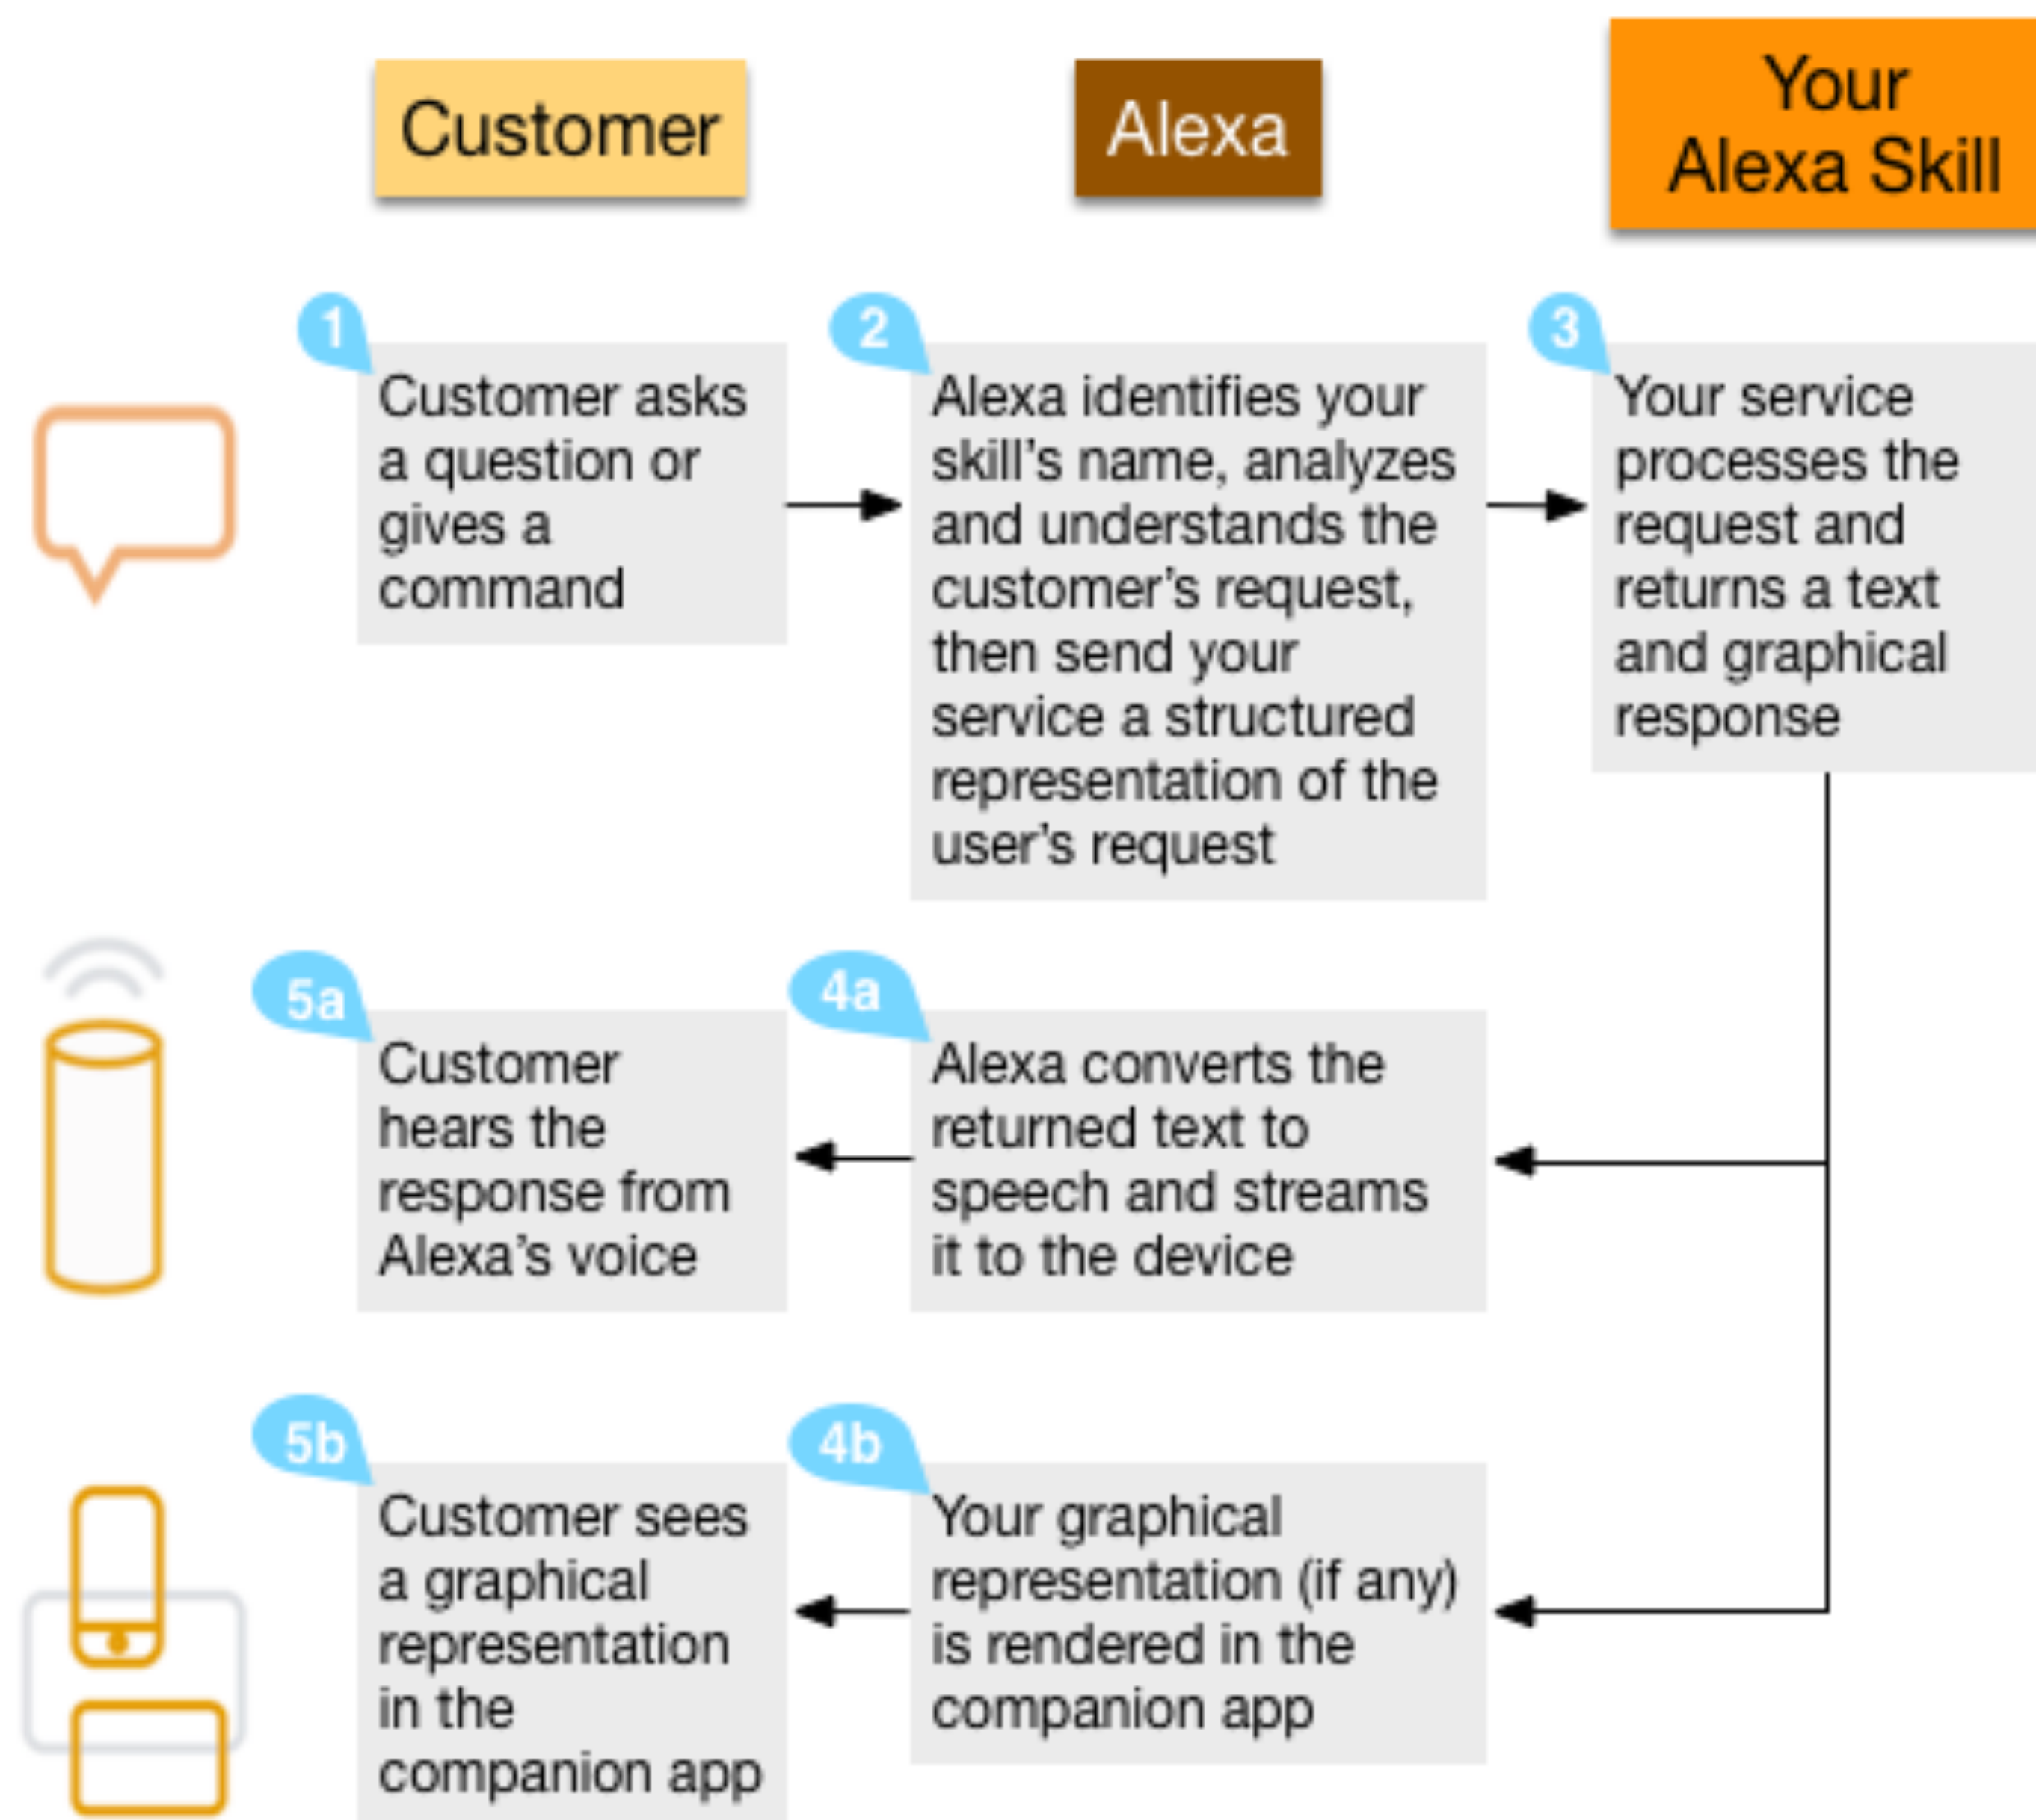 Customer
Alexa
Your
Alexa Skill
1
Customer asks
a question or
gives a
command
2
Alexa identifies your
skill's name, analyzes
and understands the
customer's request,
then send your
service a structured
representation of the
user's request
3
Your service
processes the
request and
returns a text
and graphical
response
5a
Customer
hears the
response from
Alexa's voice
4a
Alexa converts the
returned text to
speech and streams
it to the device
5b
Customer sees
a graphical
representation
in the
companion app
4b
Your graphical
representation (if any)
is rendered in the
companion app